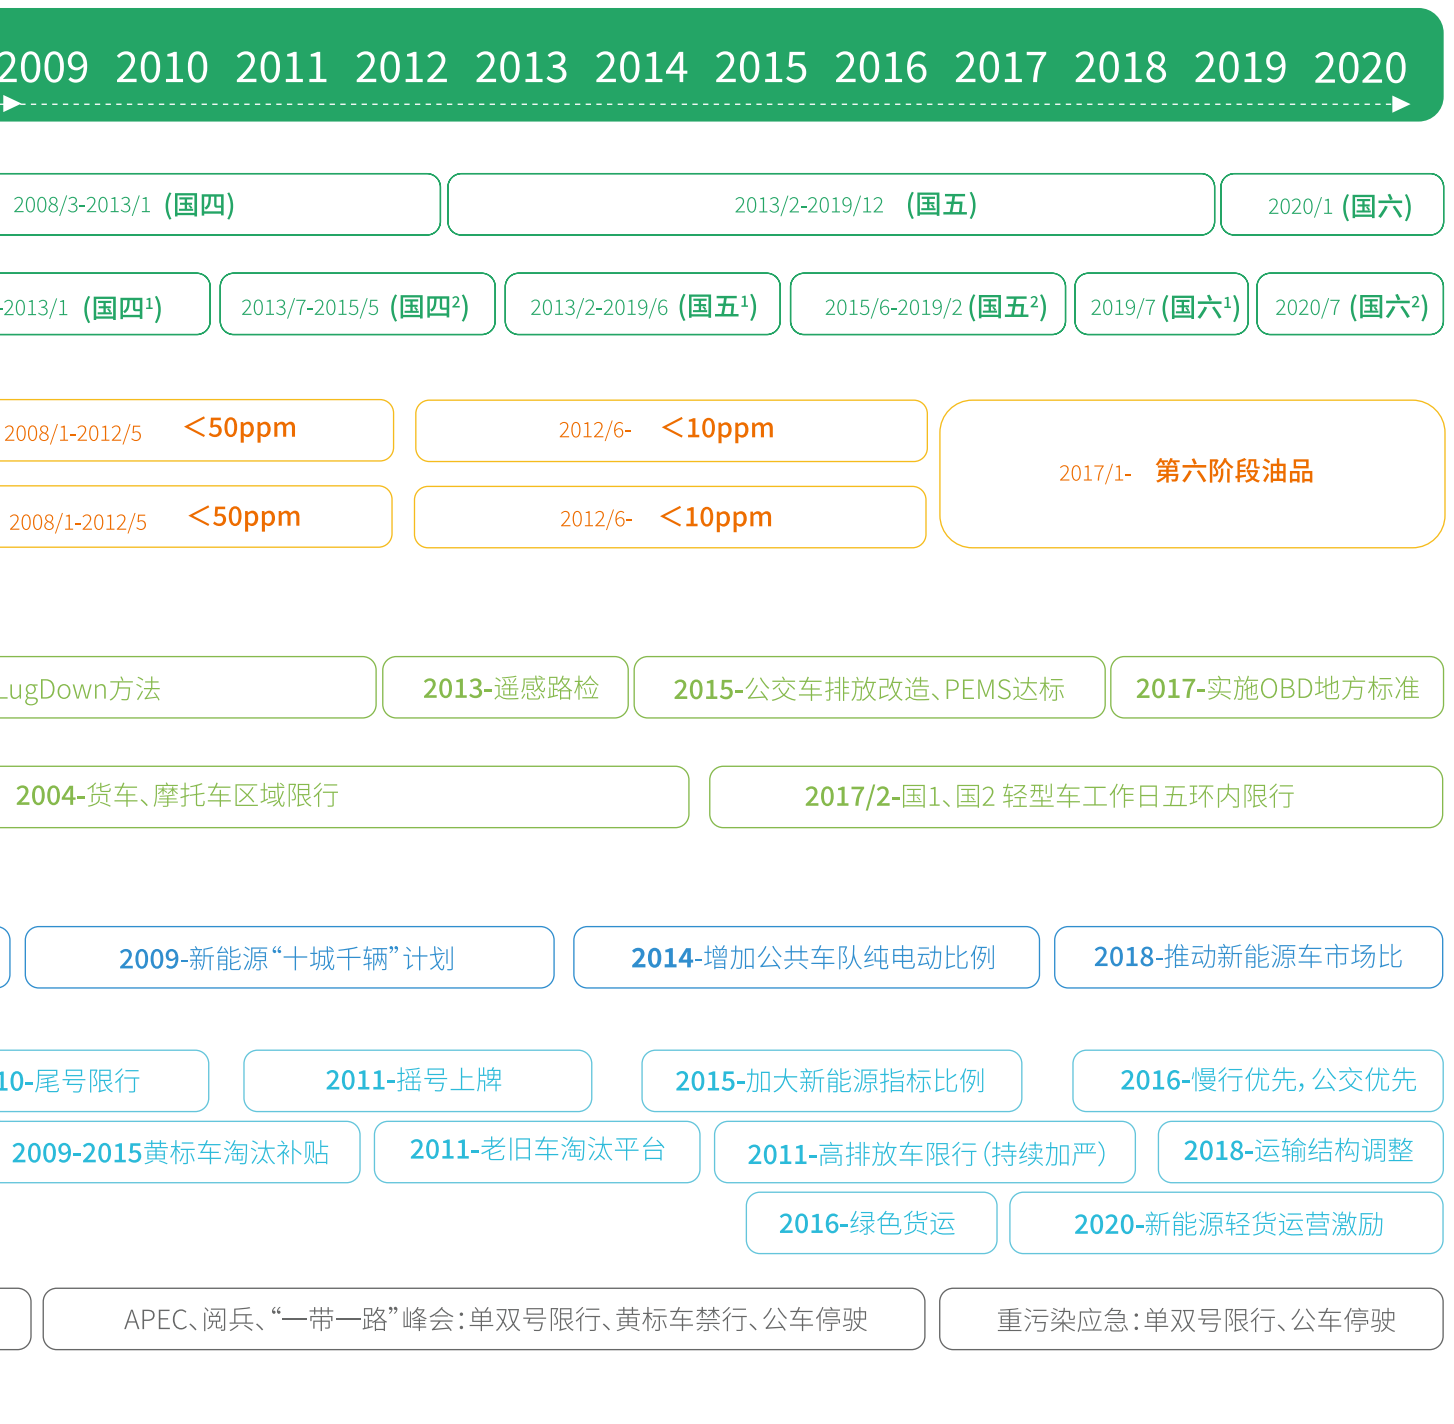 2009 2010 2011 2012 2013 2014 2015 2016 2017 2018 2019 2020
2008/3-2013/1 (国四) 2013/2-2019/12 (国五) 2020/1 (国六)
-2013/1 (国四¹) 2013/7-2015/5 (国四²) 2013/2-2019/6 (国五¹) 2015/6-2019/2 (国五²) 2019/7 (国六¹) 2020/7 (国六²)
2008/1-2012/5 <50ppm 2012/6- <10ppm
2017/1- 第六阶段油品
2008/1-2012/5 <50ppm 2012/6- <10ppm
LugDown方法 2013-遥感路检 2015-公交车排放改造、PEMS达标 2017-实施OBD地方标准
2004-货车、摩托车区域限行 2017/2-国1、国2 轻型车工作日五环内限行
2009-新能源“十城千辆”计划 2014-增加公共车队纯电动比例 2018-推动新能源车市场比
10-尾号限行 2011-摇号上牌 2015-加大新能源指标比例 2016-慢行优先，公交优先
2009-2015黄标车淘汰补贴 2011-老旧车淘汰平台 2011-高排放车限行（持续加严） 2018-运输结构调整
2016-绿色货运 2020-新能源轻货运营激励
APEC、阅兵、“一带一路”峰会：单双号限行、黄标车禁行、公车停驶 重污染应急：单双号限行、公车停驶